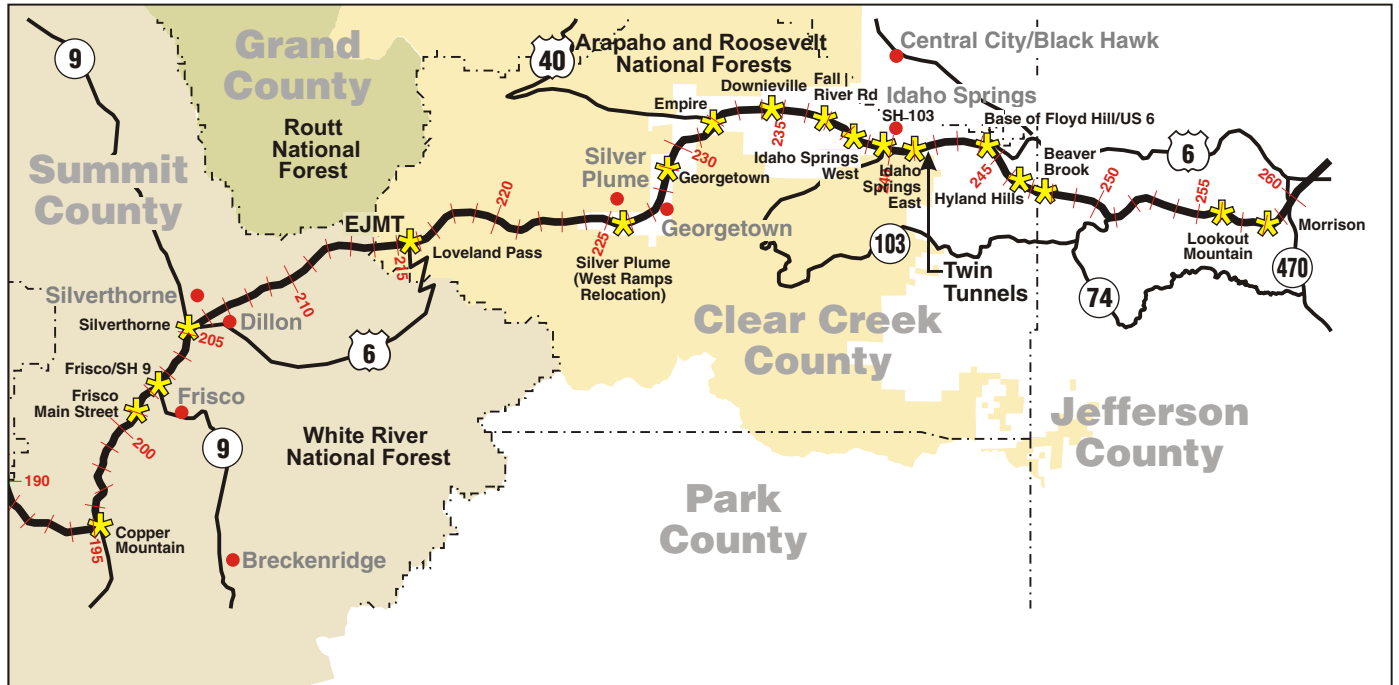 9
Grand
County
40
Arapaho and Roosevelt
National Forests
Central City/Black Hawk
Routt
National
Forest
Summit
County
Empire
Downieville
Fall
River Rd
Idaho Springs
SH-103
Base of Floyd Hill/US 6
6
235
230
Silver
Plume
Georgetown
Georgetown
Idaho Springs
West
240
Idaho
Springs
East
245
Hyland Hills
Beaver
Brook
250
255
260
Lookout
Mountain
Morrison
470
EJMT
220
215
Loveland Pass
225
Silver Plume
(West Ramps
Relocation)
103
Twin
Tunnels
74
Silverthorne
Silverthorne
210
Dillon
205
6
Clear Creek
County
Frisco/SH 9
Frisco
Main Street
Frisco
200
9
White River
National Forest
Jefferson
County
190
195
Copper
Mountain
Breckenridge
Park
County